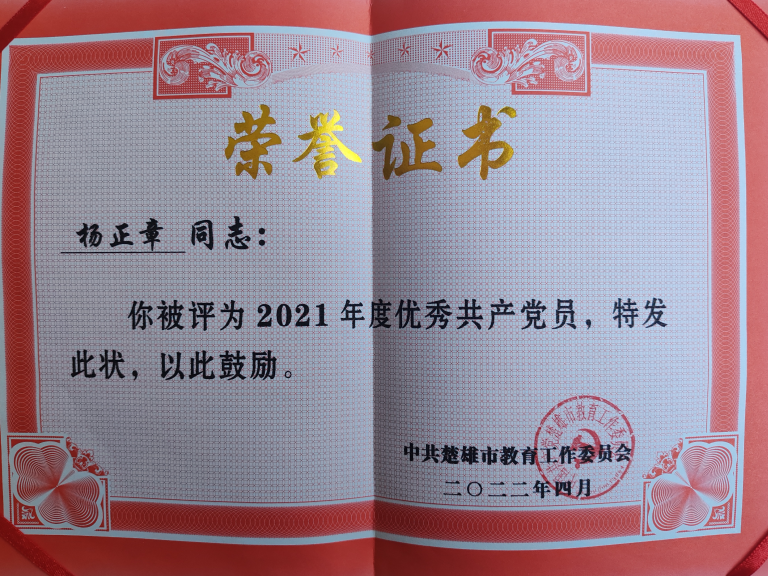 荣誉证书
杨正章 同志：
你被评为2021年度优秀共产党员，特发
此状，以此鼓励。
中共楚雄市教育工作委员会
二〇二二年四月